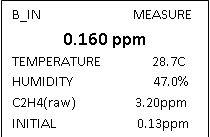 B_IN MEASURE
0.160 ppm
TEMPERATURE 28.7C
HUMIDITY 47.0%
C2H4(raw) 3.20ppm
INITIAL 0.13ppm